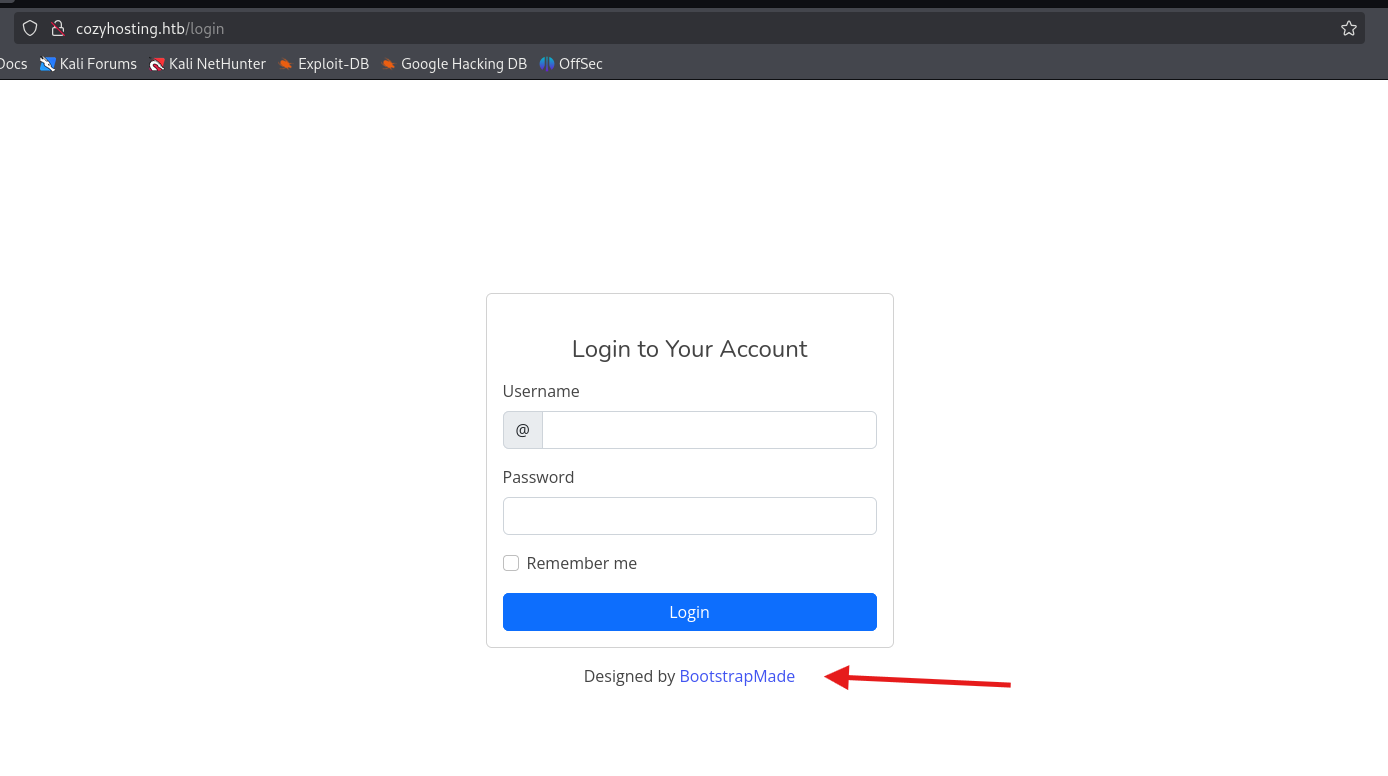 cozyhosting.htb/login
Docs Kali Forums Kali NetHunter Exploit-DB Google Hacking DB OffSec
Login to Your Account
Username
@
Password
Remember me
Login
Designed by BootstrapMade